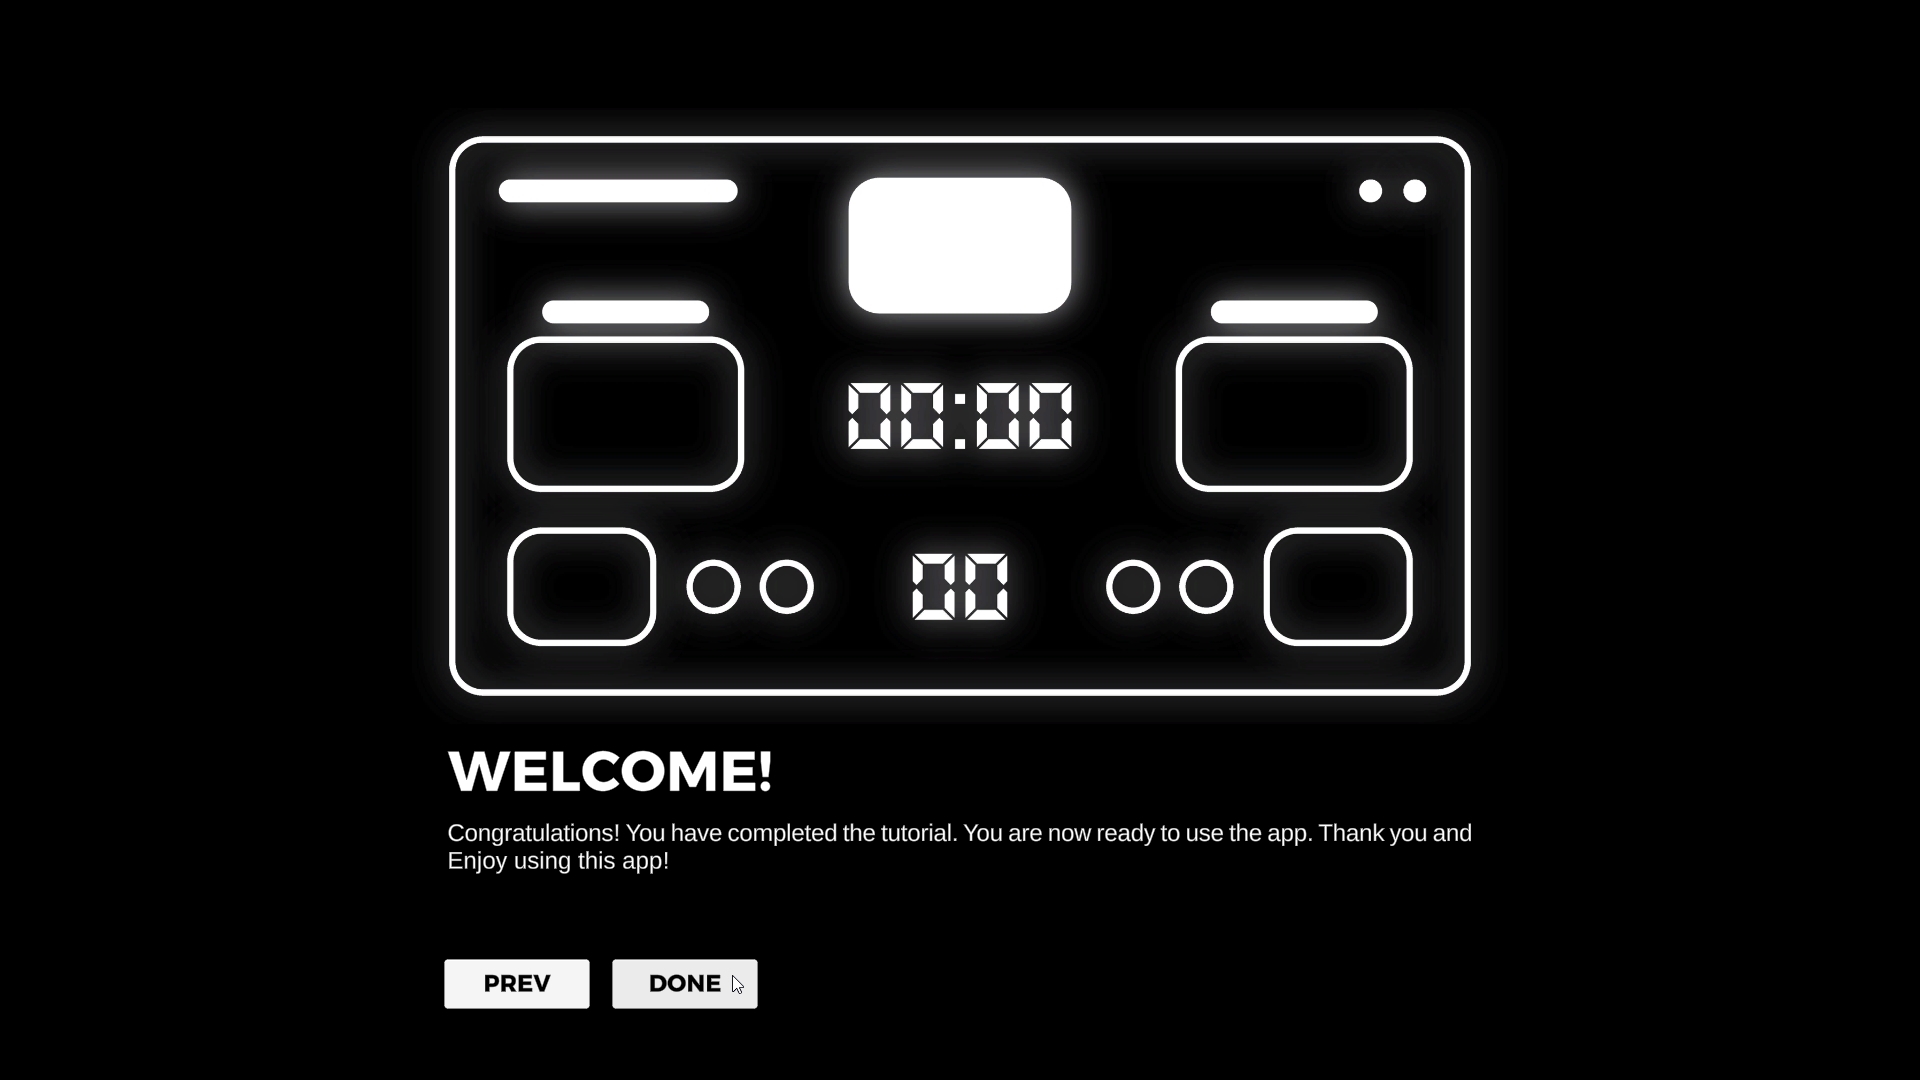 00:00
00
WELCOME!
Congratulations! You have completed the tutorial. You are now ready to use the app. Thank you and
Enjoy using this app!
PREV
DONE